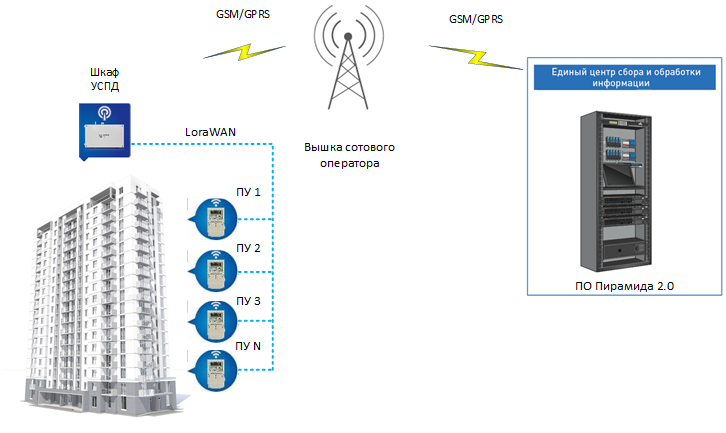 GSM/GPRS
GSM/GPRS
Шкаф
УСПД
Единый центр сбора и обработки
информации
LoraWAN
Вышка сотового
оператора
ПУ 1
ПУ 2
ПУ 3
ПУ N
ПО Пирамида 2.0